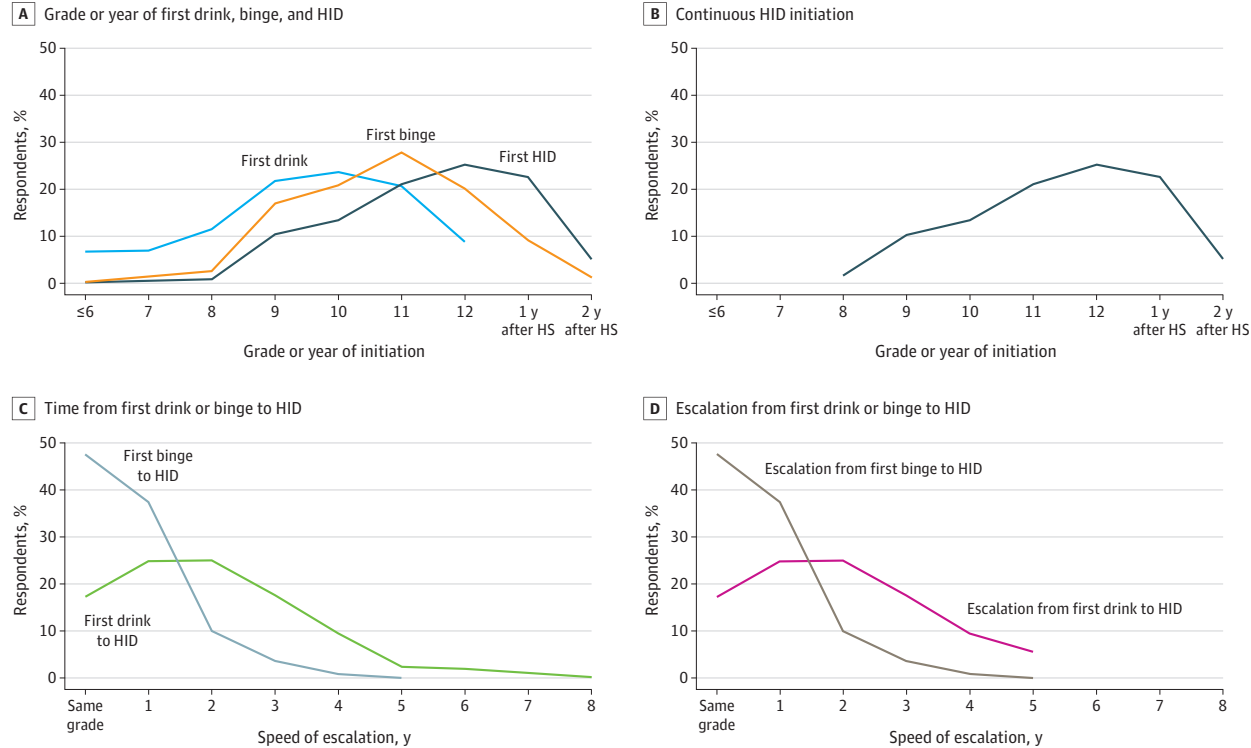 A Grade or year of first drink, binge, and HID
50
40
30
20
10
0
Respondents, %
First drink
First binge
First HID
≤6 7 8 9 10 11 12 1 y after HS 2 y after HS
Grade or year of initiation
B Continuous HID initiation
50
40
30
20
10
0
Respondents, %
≤6 7 8 9 10 11 12 1 y after HS 2 y after HS
Grade or year of initiation
C Time from first drink or binge to HID
50
40
30
20
10
0
Respondents, %
First binge
to HID
First drink
to HID
Same grade 1 2 3 4 5 6 7 8
Speed of escalation, y
D Escalation from first drink or binge to HID
50
40
30
20
10
0
Respondents, %
Escalation from first binge to HID
Escalation from first drink to HID
Same grade 1 2 3 4 5 6 7 8
Speed of escalation, y